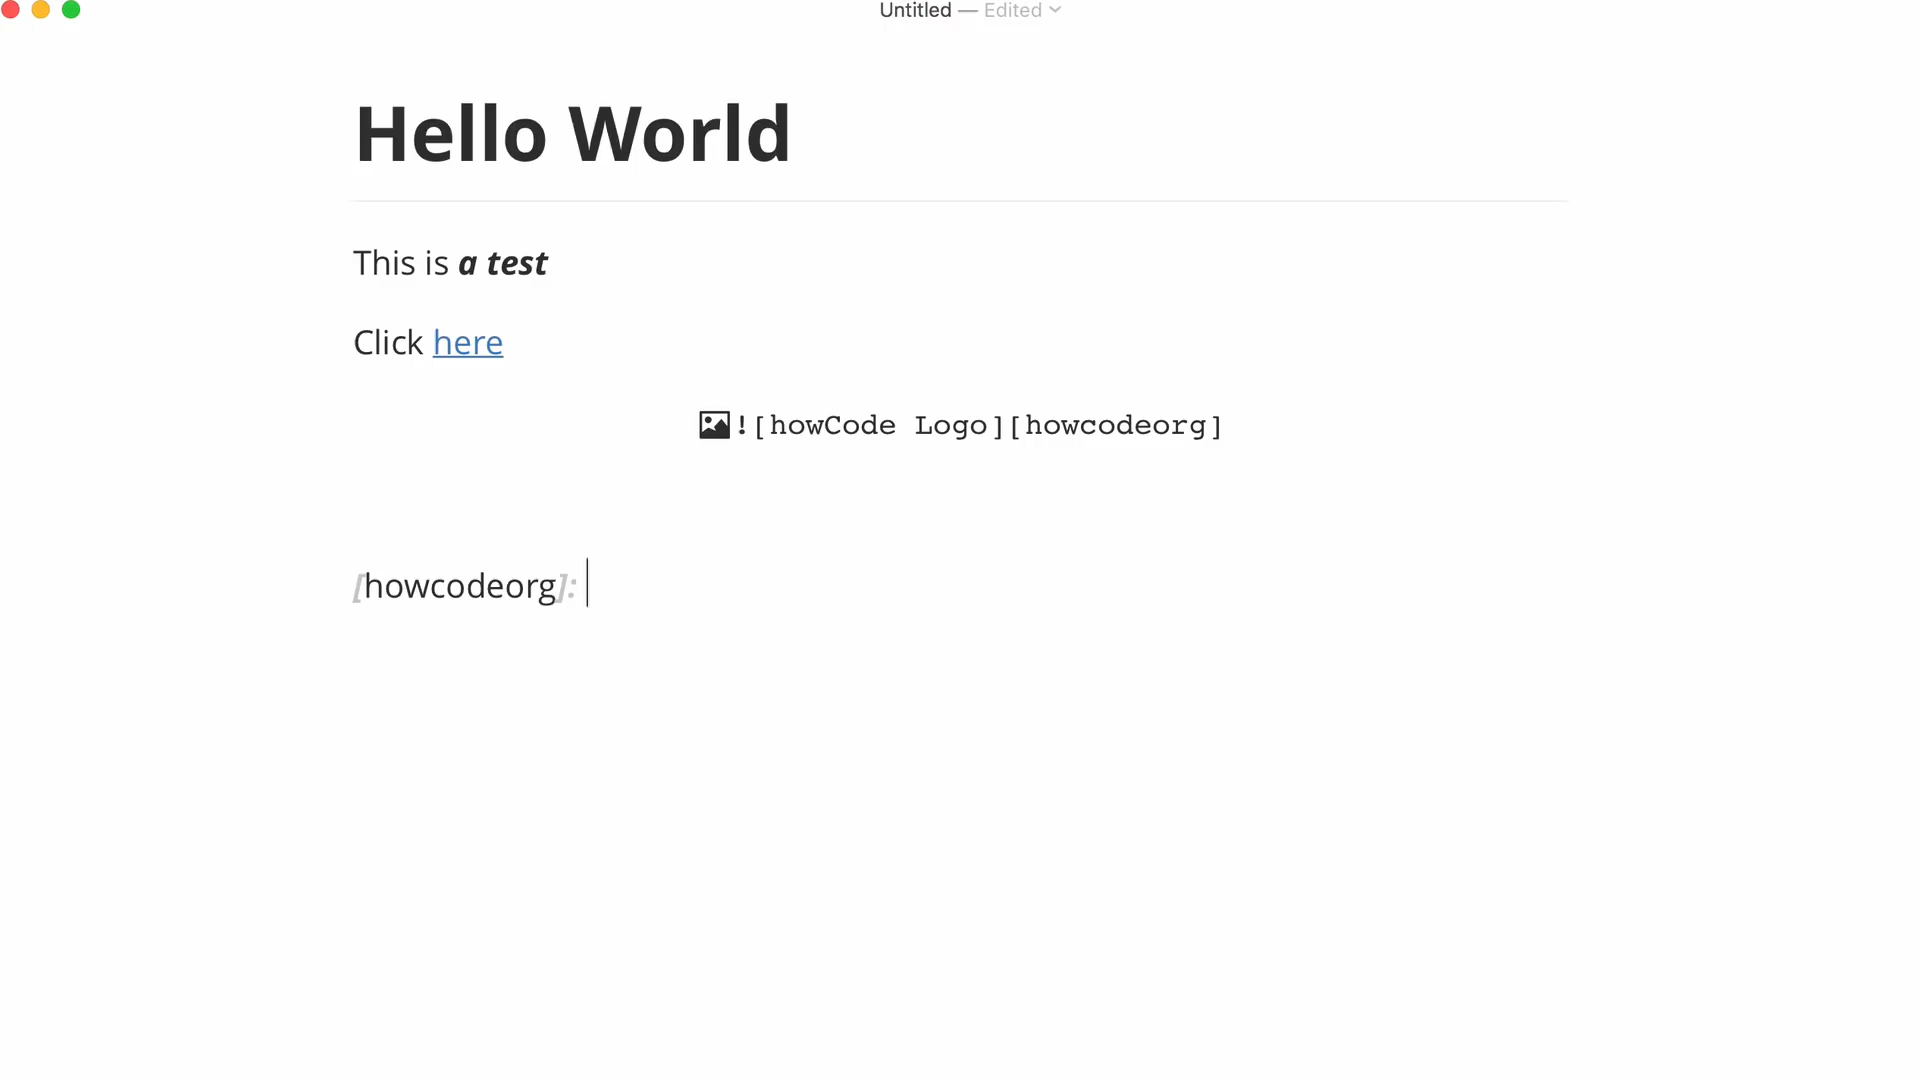 Untitled — Edited
Hello World
This is a test
Click here
![howCode Logo][howcodeorg]
[howcodeorg]: